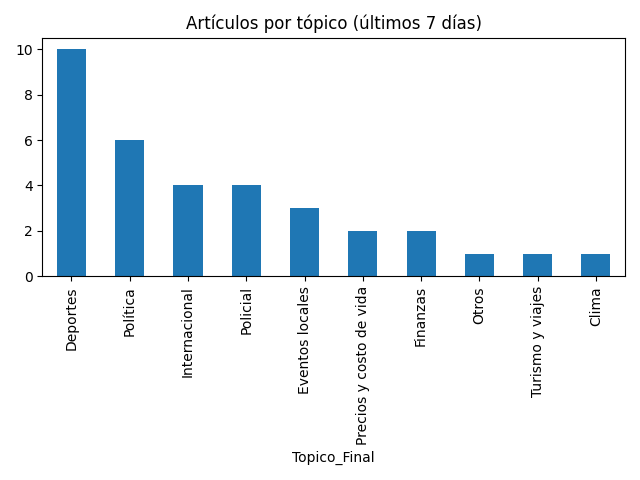 Artículos por tópico (últimos 7 días)
10
8
6
4
2
0
Deportes
Política
Internacional
Policial
Eventos locales
Precios y costo de vida
Finanzas
Otros
Turismo y viajes
Clima
Topico_Final